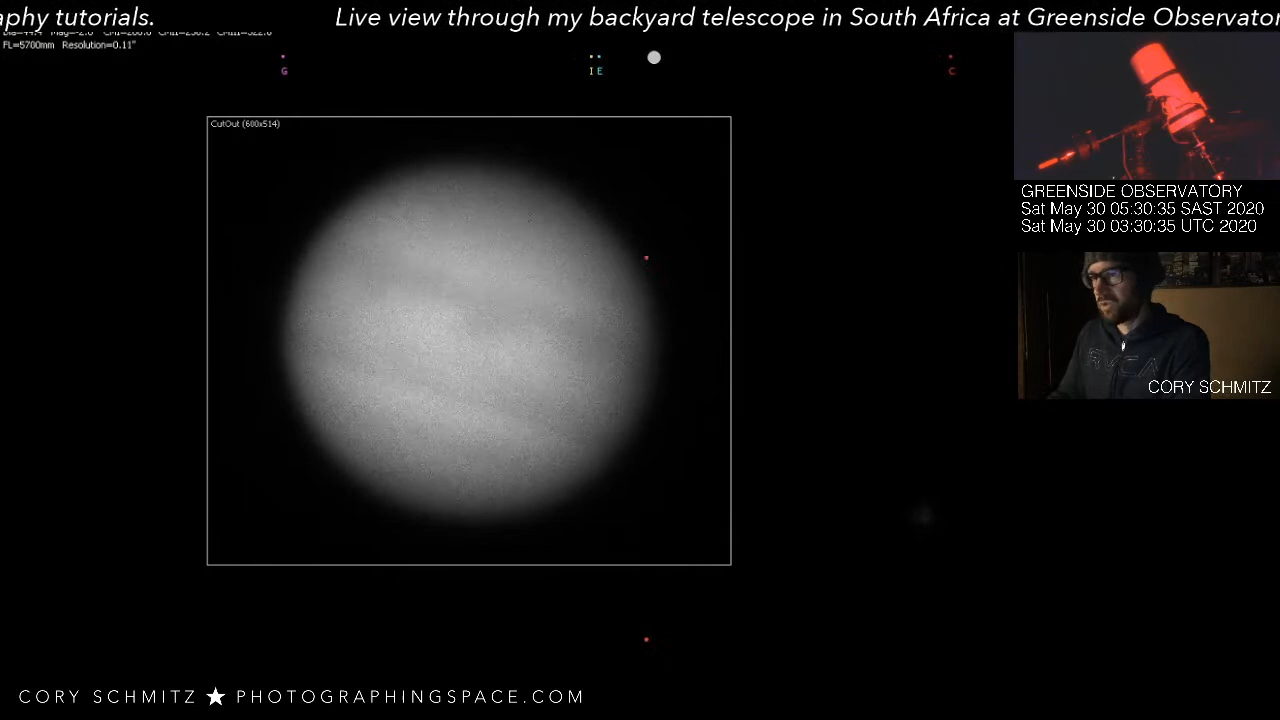 aphy tutorials. Live view through my backyard telescope in South Africa at Greenside Observator
FL=5700mm Resolution=0.11"
G I E C
CutOut (600x514)
GREENSIDE OBSERVATORY
Sat May 30 05:30:35 SAST 2020
Sat May 30 03:30:35 UTC 2020
RVCA
CORY SCHMITZ
CORY SCHMITZ ★ PHOTOGRAPHINGSPACE.COM